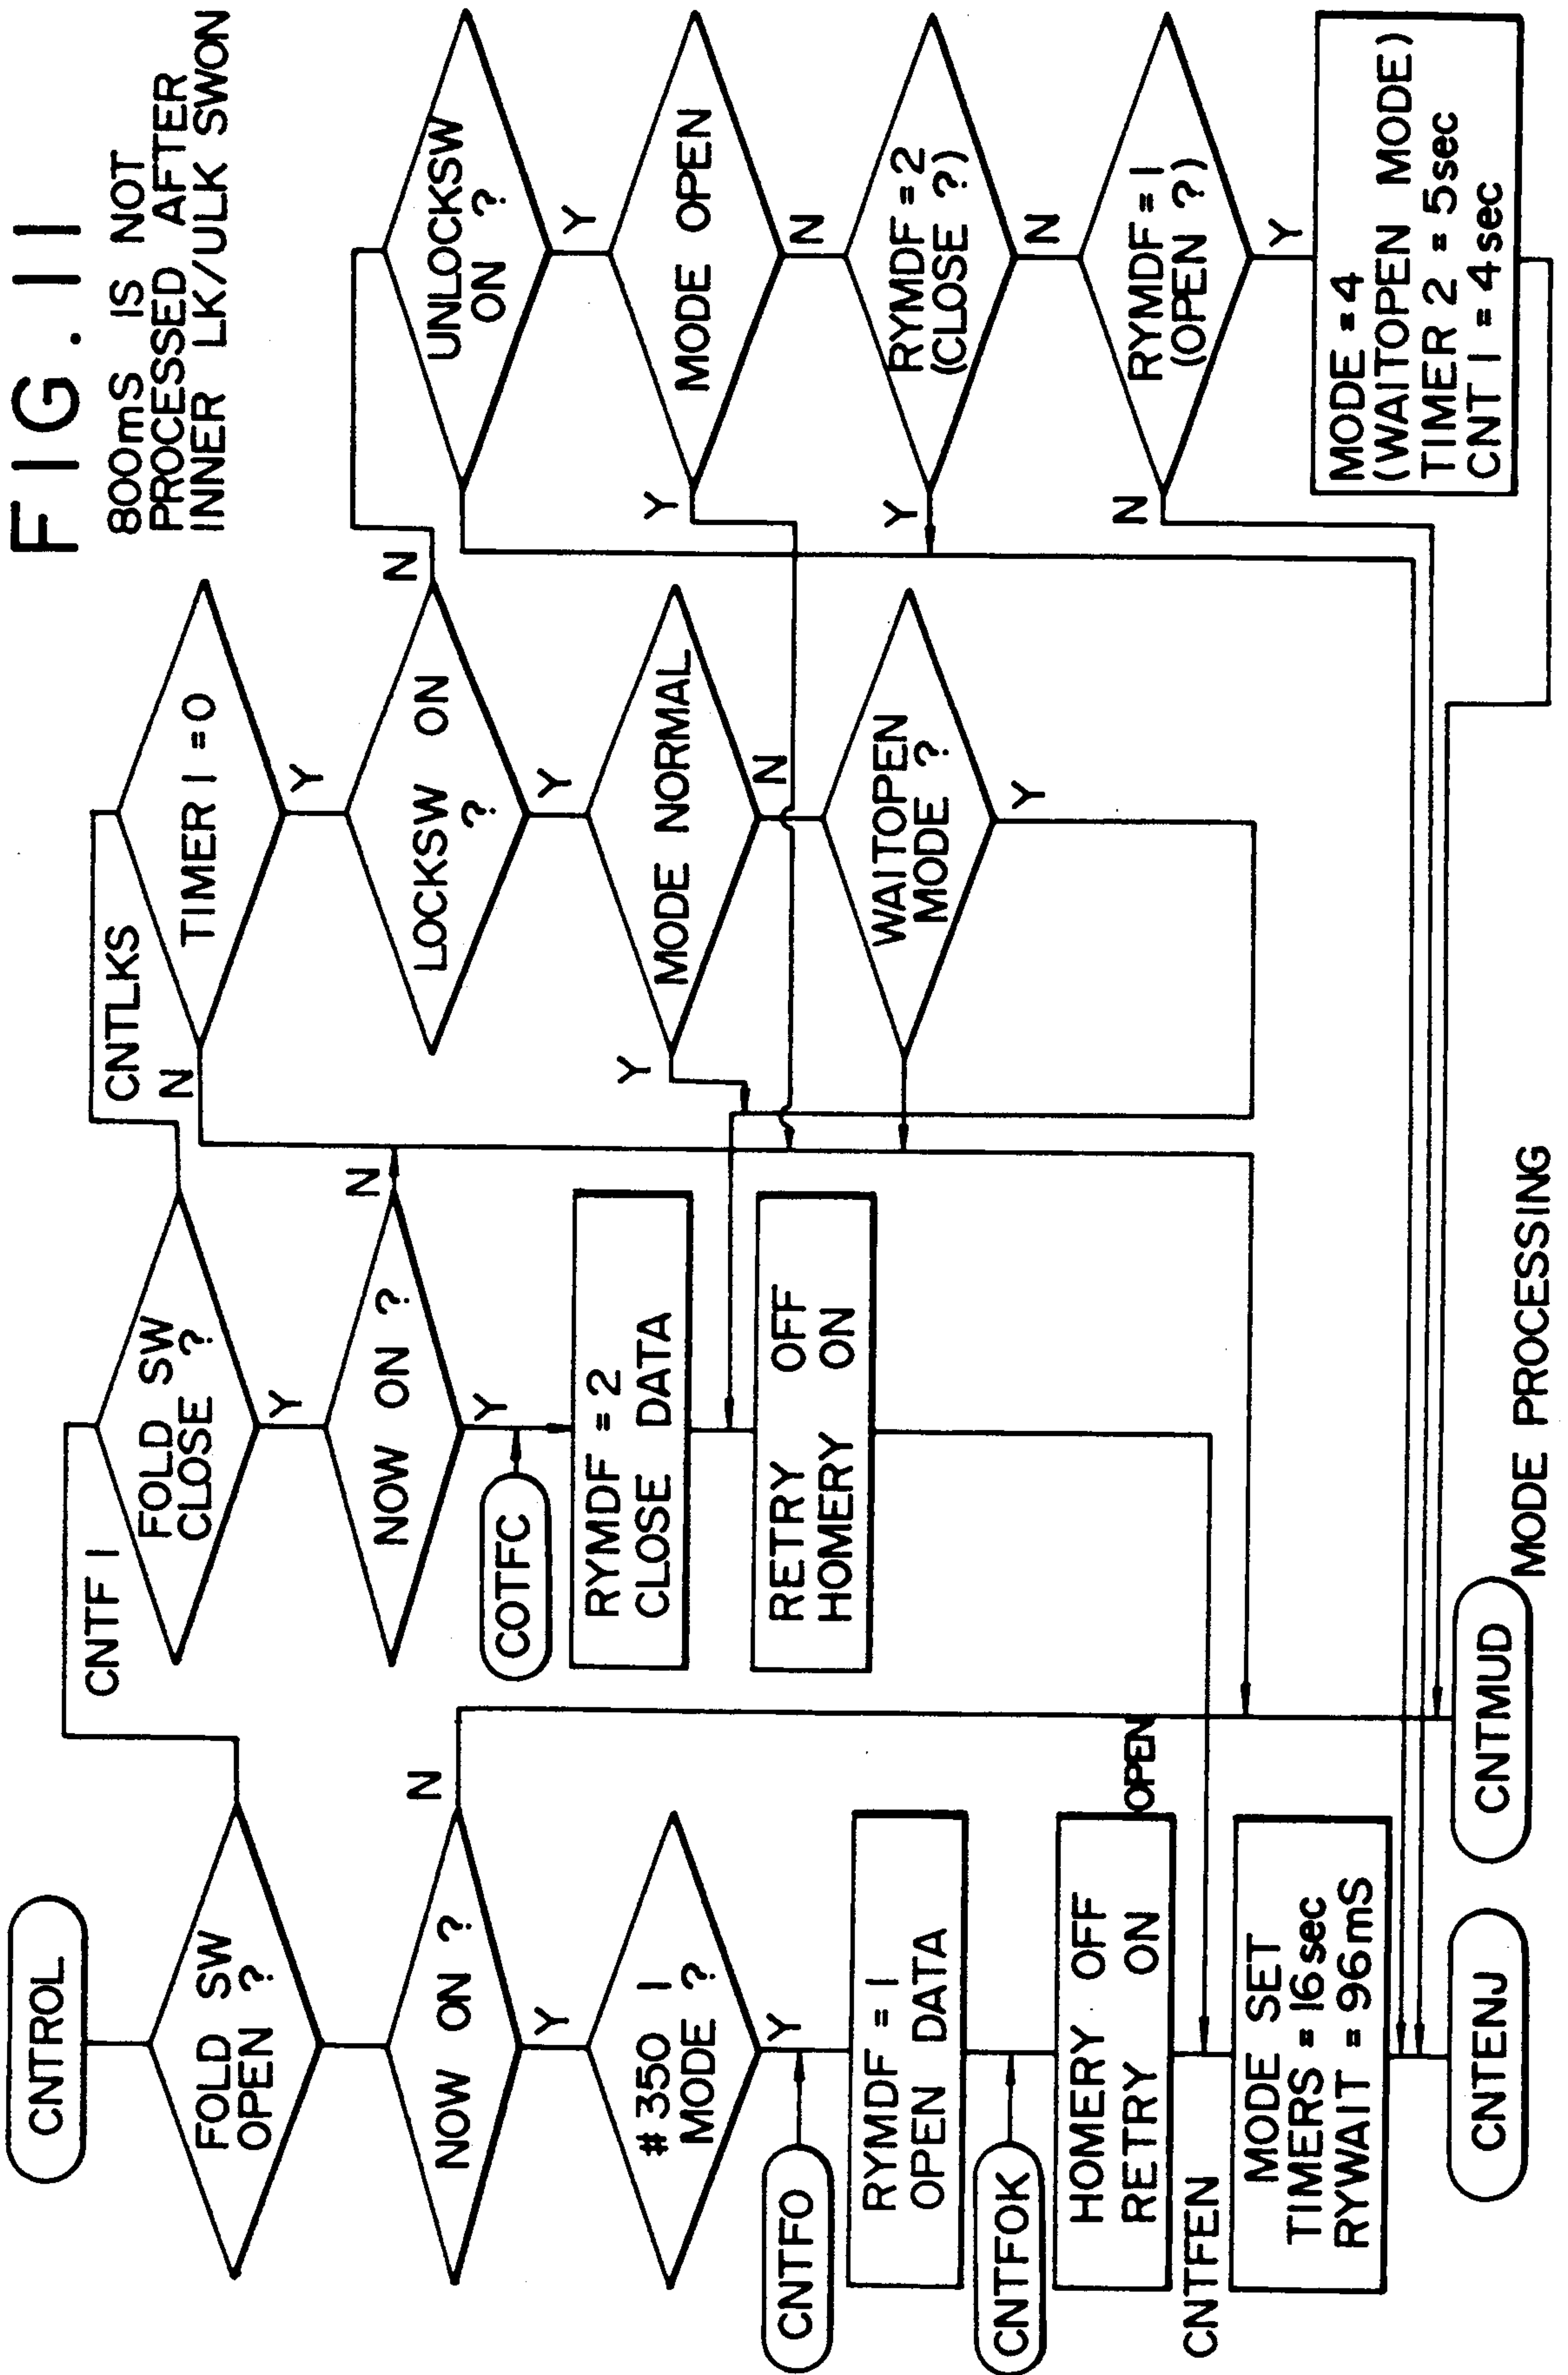 FIG. 11
800mS IS NOT
PROCESSED AFTER
INNER LK/ULK SWON
CNTROL
FOLD SW
OPEN ?
NOW ON ?
N
Y
# 350 1
MODE ?
Y
CNTFO
RYMDF = 1
OPEN DATA
CNTFOK
HOMERY OFF
RETRY ON
OPEN
CNTFEN
MODE SET
TIMERS = 16sec
RYWAIT = 96mS
CNTENJ
CNTF 1
FOLD SW
CLOSE ?
Y
NOW ON ?
N
Y
COTFC
RYMDF = 2
CLOSE DATA
RETRY OFF
HOMERY ON
CNTMUD
MODE PROCESSING
CNTLKS
N
TIMER 1 = 0
Y
LOCKSW ON
?
N
Y
MODE NORMAL
Y
N
WAITOPEN
MODE ?
Y
UNLOCKSW
ON ?
Y
MODE OPEN
Y
N
RYMDF = 2
(CLOSE ?)
Y
N
RYMDF = 1
(OPEN ?)
N
Y
MODE = 4
(WAITOPEN MODE)
TIMER 2 = 5sec
CNT 1 = 4sec